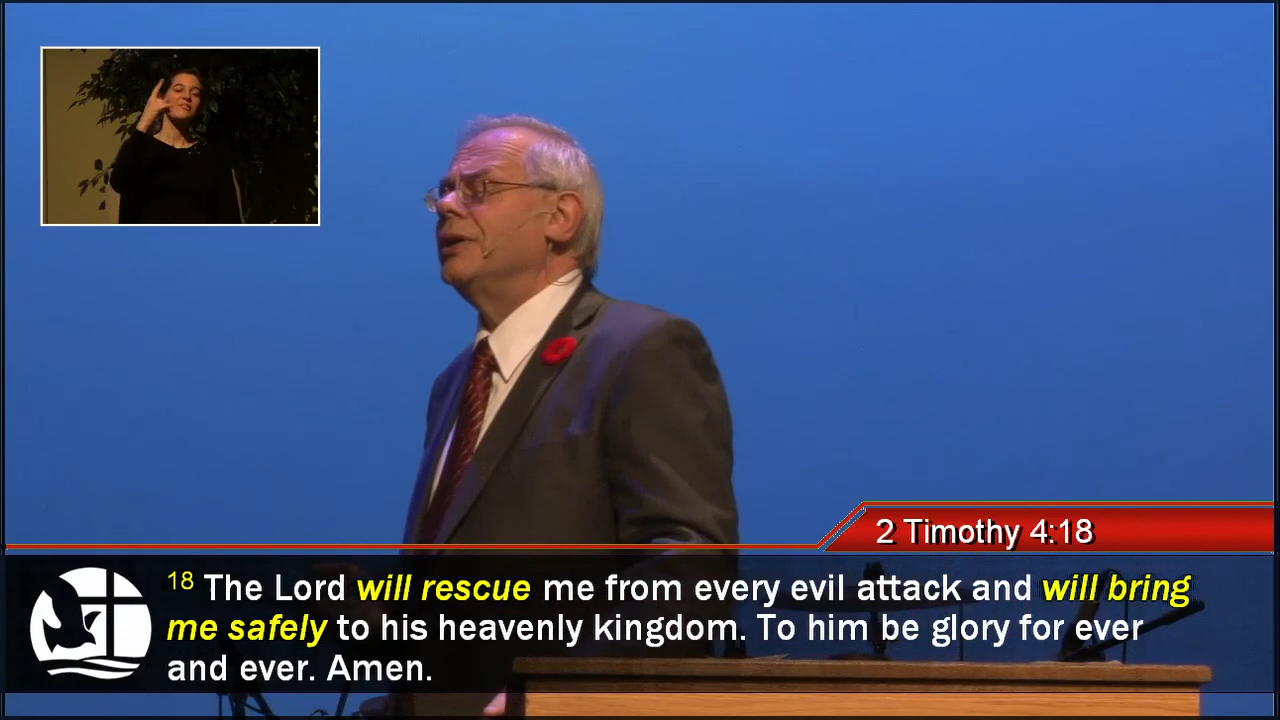 2 Timothy 4:18
18 The Lord will rescue me from every evil attack and will bring
me safely to his heavenly kingdom. To him be glory for ever
and ever. Amen.